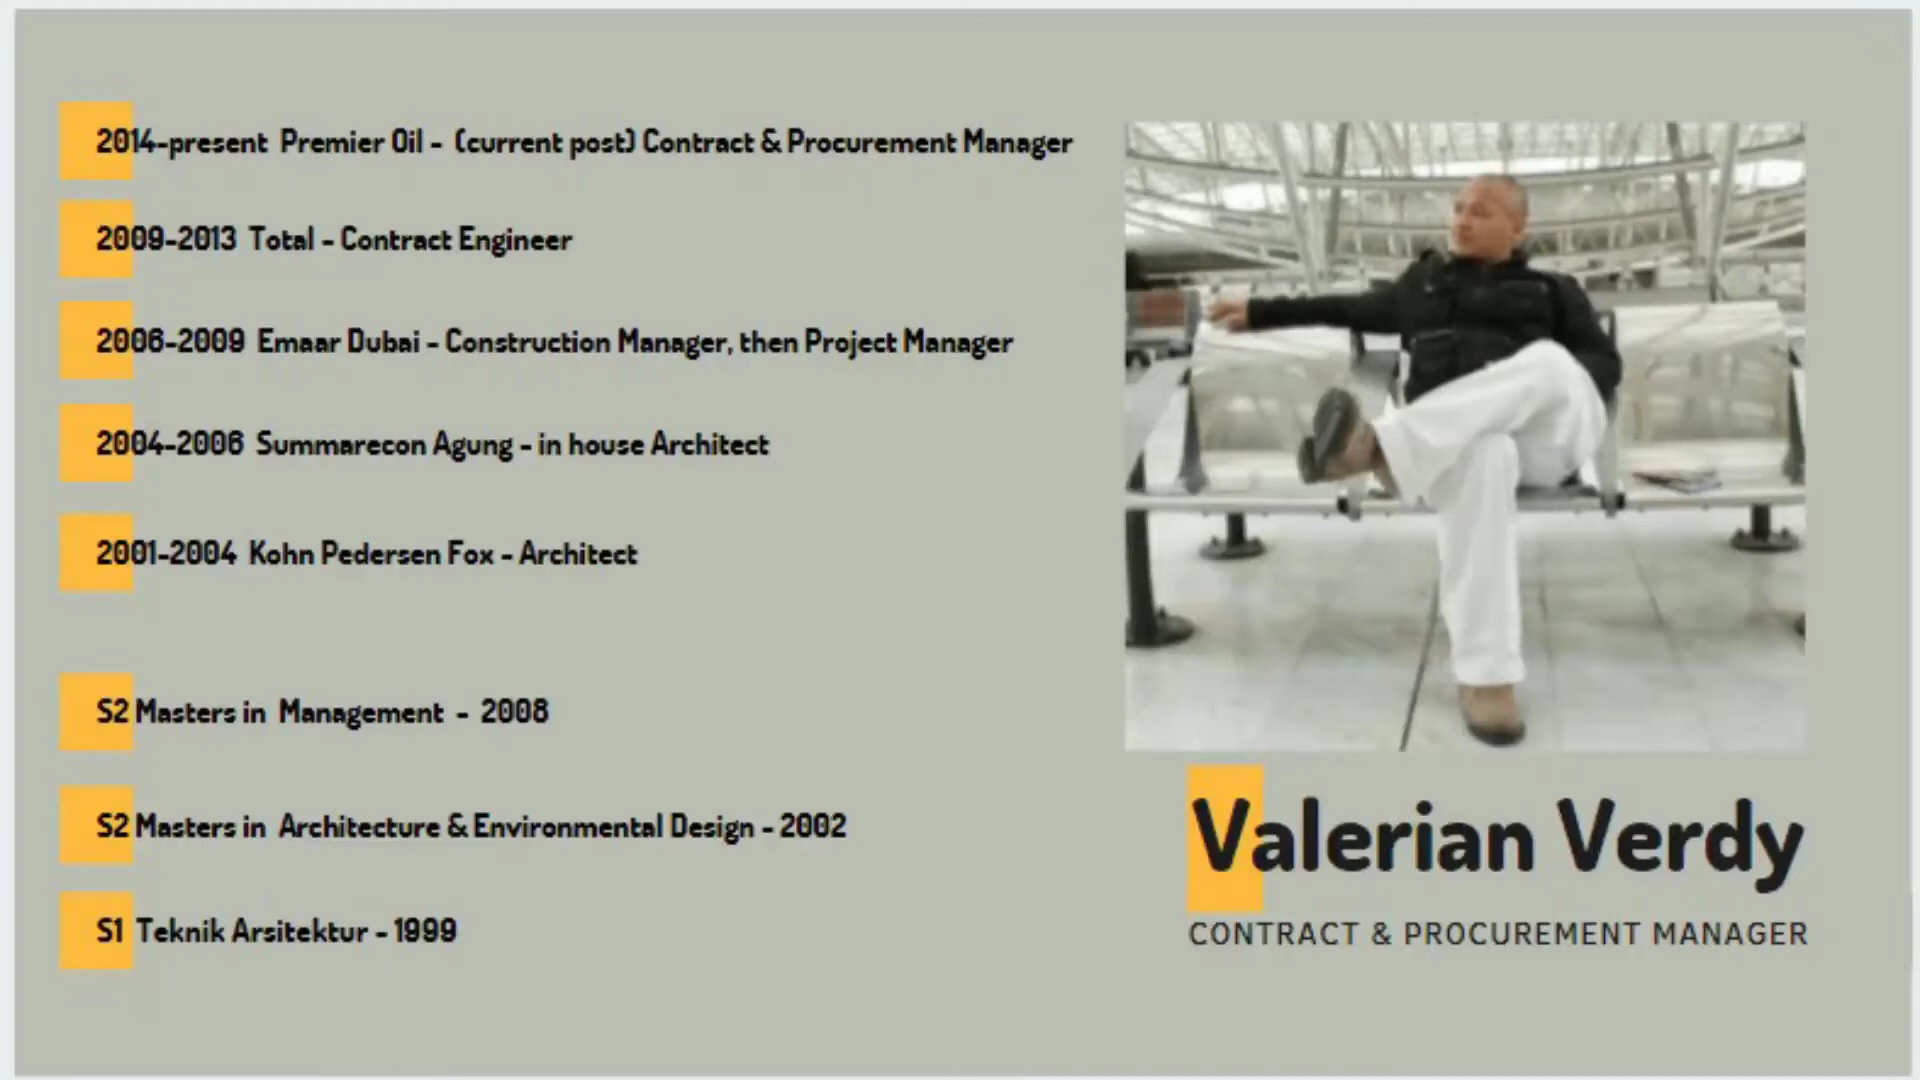 2014-present Premier Oil - (current post) Contract & Procurement Manager
2009-2013 Total - Contract Engineer
2006-2009 Emaar Dubai - Construction Manager, then Project Manager
2004-2006 Summarecon Agung - in house Architect
2001-2004 Kohn Pedersen Fox - Architect
S2 Masters in Management - 2008
S2 Masters in Architecture & Environmental Design - 2002
S1 Teknik Arsitektur - 1999
Valerian Verdy
CONTRACT & PROCUREMENT MANAGER